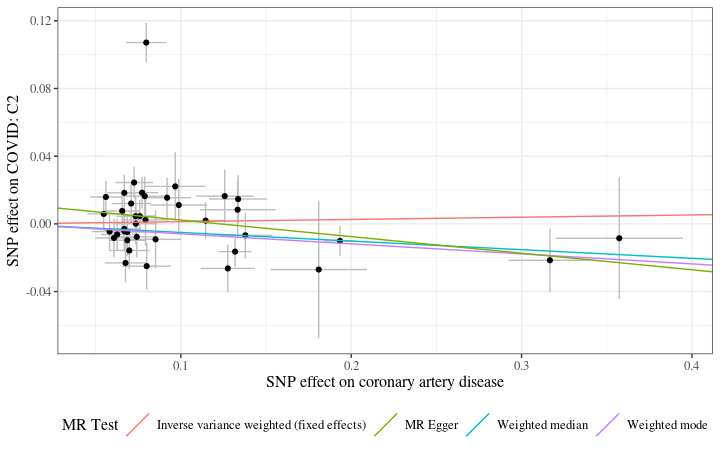 0.12
0.08
0.04
0.00
-0.04
SNP effect on COVID: C2
0.1
0.2
0.3
0.4
SNP effect on coronary artery disease
MR Test
Inverse variance weighted (fixed effects)
MR Egger
Weighted median
Weighted mode